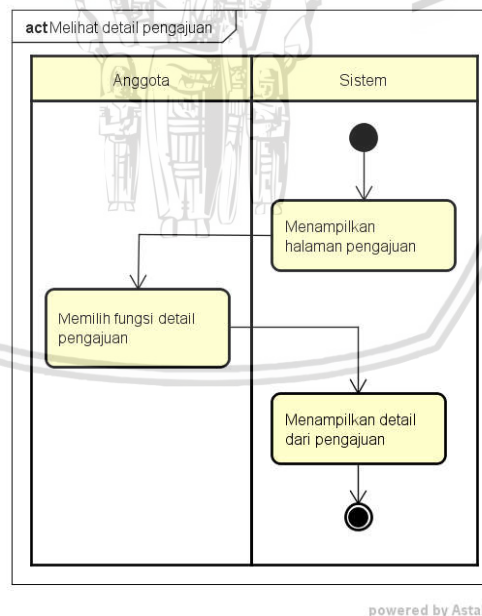 act Melihat detail pengajuan
Anggota
Sistem
Menampilkan
halaman pengajuan
Memilih fungsi detail
pengajuan
Menampilkan detail
dari pengajuan
powered by Asta